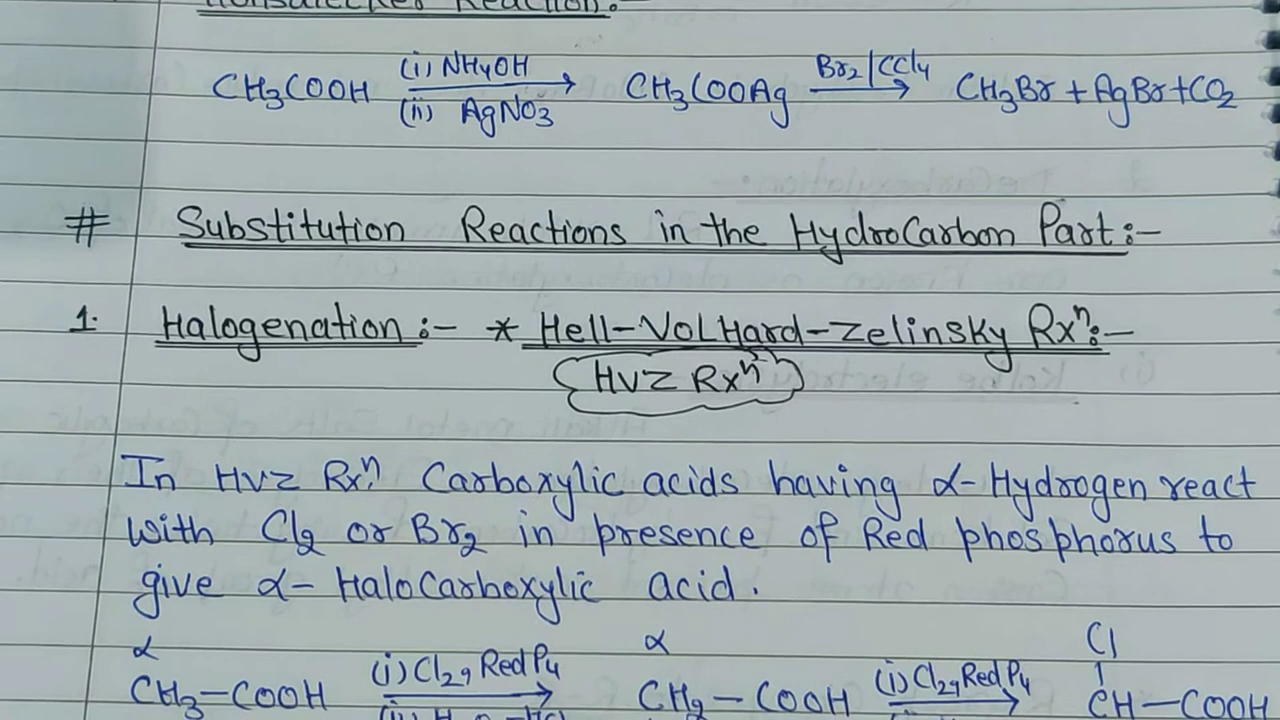 Reaction:-
CH3COOH (i) NH4OH (ii) AgNO3 → CH3COOAg Br2/CCl4 → CH3Br + AgBr + CO2
# Substitution Reactions in the HydroCarbon Part:-
1. Halogenation:- * Hell-VolHard-Zelinsky Rxn:-
{HVZ Rxn}
In HVZ Rxn. Carboxylic acids having α-Hydrogen react
with Cl2 or Br2 in presence of Red phosphorus to
give α-HaloCarboxylic acid.
α α Cl
CH3-COOH (i) Cl2, Red P4 → CH2-COOH (i) Cl2, Red P4 → CH-COOH